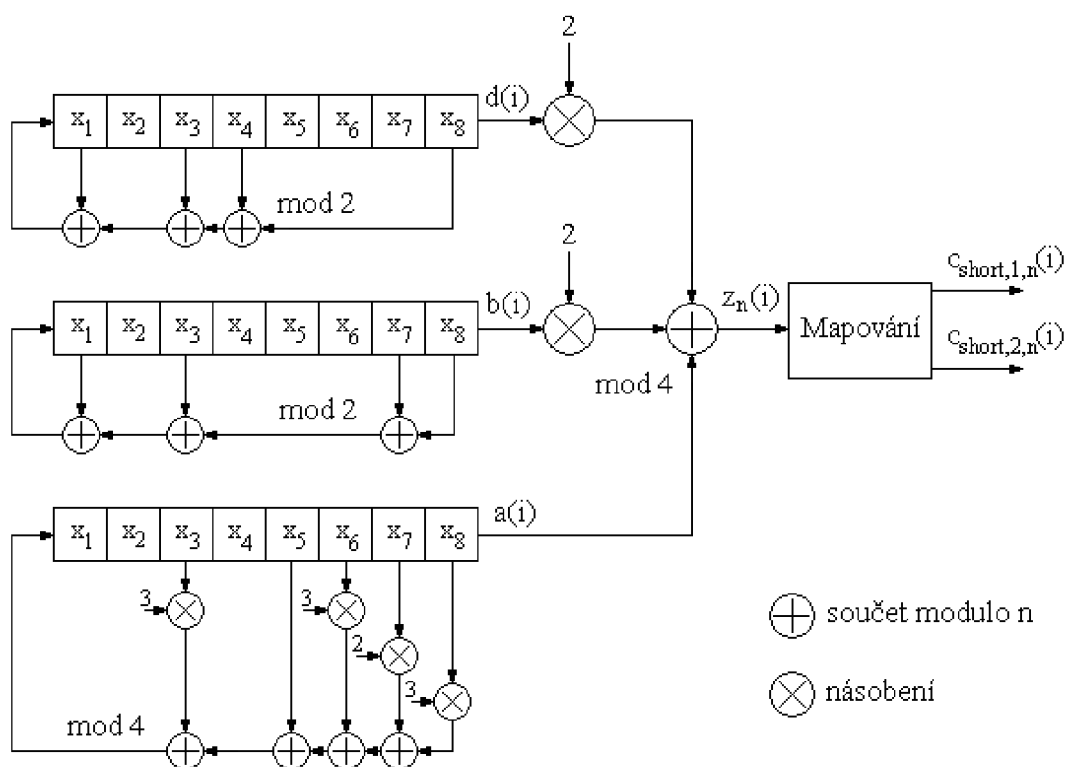 2
x1 x2 x3 x4 x5 x6 x7 x8
d(i)
mod 2
2
x1 x2 x3 x4 x5 x6 x7 x8
b(i)
mod 2
zn(i)
mod 4
Mapování
cshort,1,n(i)
cshort,2,n(i)
x1 x2 x3 x4 x5 x6 x7 x8
a(i)
3
3
2
3
mod 4
součet modulo n
násobení